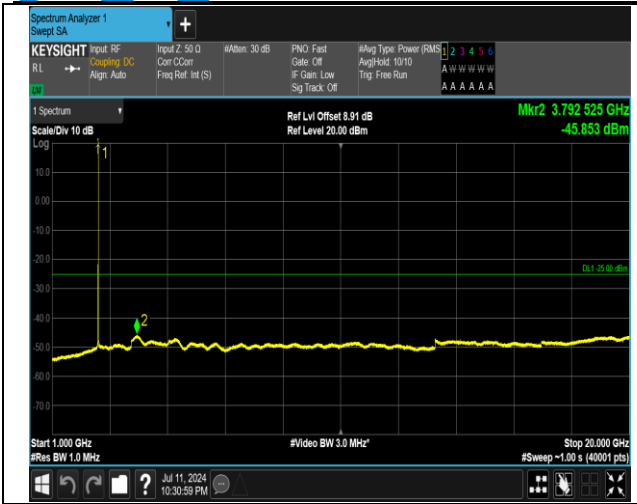 Spectrum Analyzer 1
Swept SA
+
KEYSIGHT
RL
LNI
Input: RF
Coupling: DC
Align: Auto
Input Z: 50 Ω
Corr CCorr
Freq Ref: Int (S)
#Atten: 30 dB
PNO: Fast
Gate: Off
IF Gain: Low
Sig Track: Off
#Avg Type: Power (RMS
Avg|Hold: 10/10
Trig: Free Run
1 2 3 4 5 6
A W W W W W
A A A A A A
1 Spectrum
Scale/Div 10 dB
Log
Ref Lvl Offset 8.91 dB
Ref Level 20.00 dBm
Mkr2 3.792 525 GHz
-45.853 dBm
1
10.0
0.00
-10.0
-20.0
DL1 -25.00 dBm
-30.0
-40.0
2
-50.0
-60.0
-70.0
Start 1.000 GHz
#Video BW 3.0 MHz*
Stop 20.000 GHz
#Res BW 1.0 MHz
#Sweep ~1.00 s (40001 pts)
?
Jul 11, 2024
10:30:59 PM